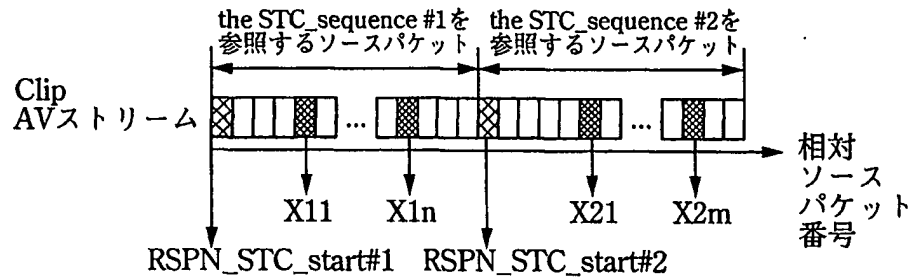 the STC_sequence #1を
参照するソースパケット
the STC_sequence #2を
参照するソースパケット
Clip
AVストリーム
...
...
相対
ソース
パケット
番号
X11
X1n
X21
X2m
RSPN_STC_start#1
RSPN_STC_start#2